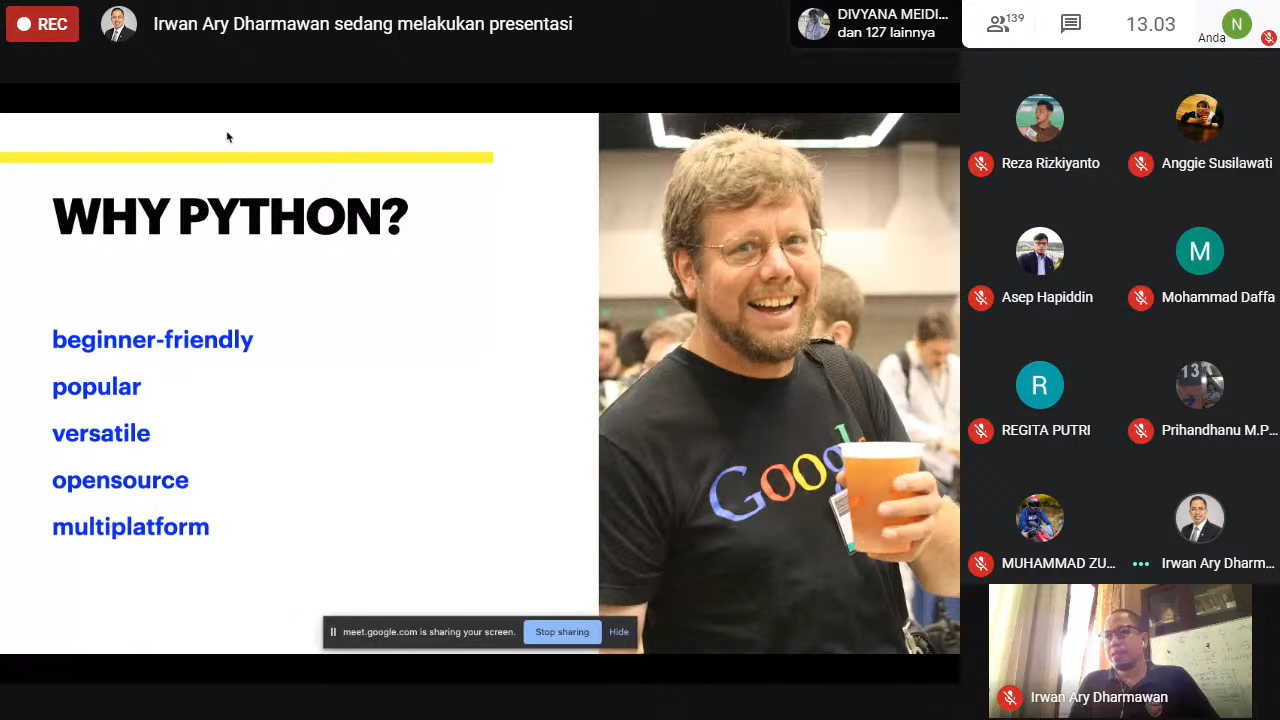 REC
Irwan Ary Dharmawan sedang melakukan presentasi
DIVYANA MEIDI...
dan 127 lainnya
139
13.03
Anda
N
WHY PYTHON?
beginner-friendly
popular
versatile
opensource
multiplatform
Google
meet.google.com is sharing your screen.
Stop sharing
Hide
Reza Rizkiyanto
Anggie Susilawati
Asep Hapiddin
M
Mohammad Daffa
R
REGITA PUTRI
13
Prihandhanu M.P...
MUHAMMAD ZU...
Irwan Ary Dharm...
Irwan Ary Dharmawan